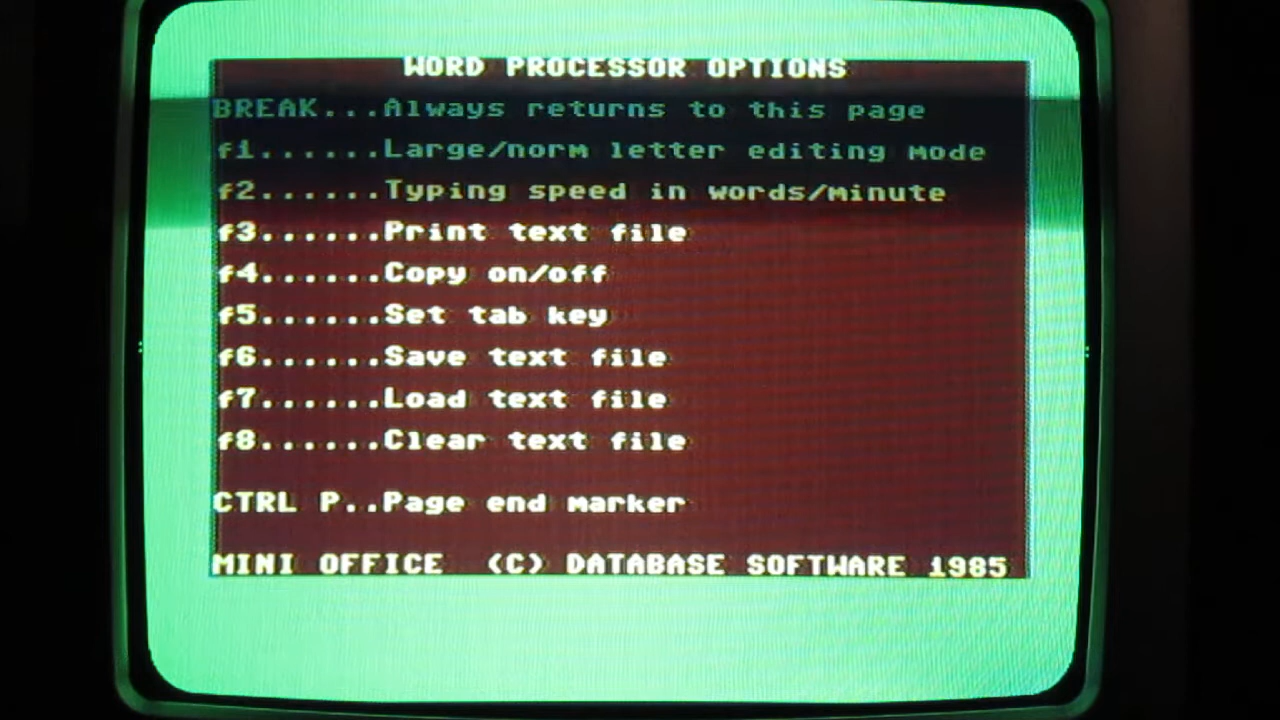 WORD PROCESSOR OPTIONS
BREAK...Always returns to this page
f1......Large/norm letter editing mode
f2......Typing speed in words/minute
f3......Print text file
f4......Copy on/off
f5......Set tab key
f6......Save text file
f7......Load text file
f8......Clear text file
CTRL P..Page end marker
MINI OFFICE (C) DATABASE SOFTWARE 1985